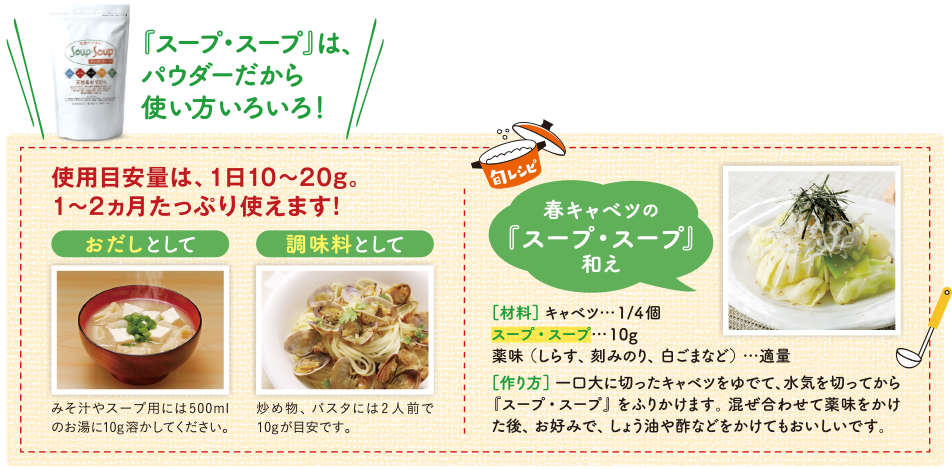 『スープ・スープ』は、
パウダーだから
使い方いろいろ！
Soup・Soup
天然素材100%
使用目安量は、1日10〜20g。
1〜2ヵ月たっぷり使えます！
おだしとして
みそ汁やスープ用には500ml
のお湯に10g溶かしてください。
調味料として
炒め物、パスタには2人前で
10gが目安です。
旬レシピ
春キャベツの
『スープ・スープ』
和え
［材料］キャベツ…1/4個
スープ・スープ…10g
薬味（しらす、刻みのり、白ごまなど）…適量
［作り方］一口大に切ったキャベツをゆでて、水気を切ってから
『スープ・スープ』をふりかけます。混ぜ合わせて薬味をかけ
た後、お好みで、しょう油や酢などをかけてもおいしいです。